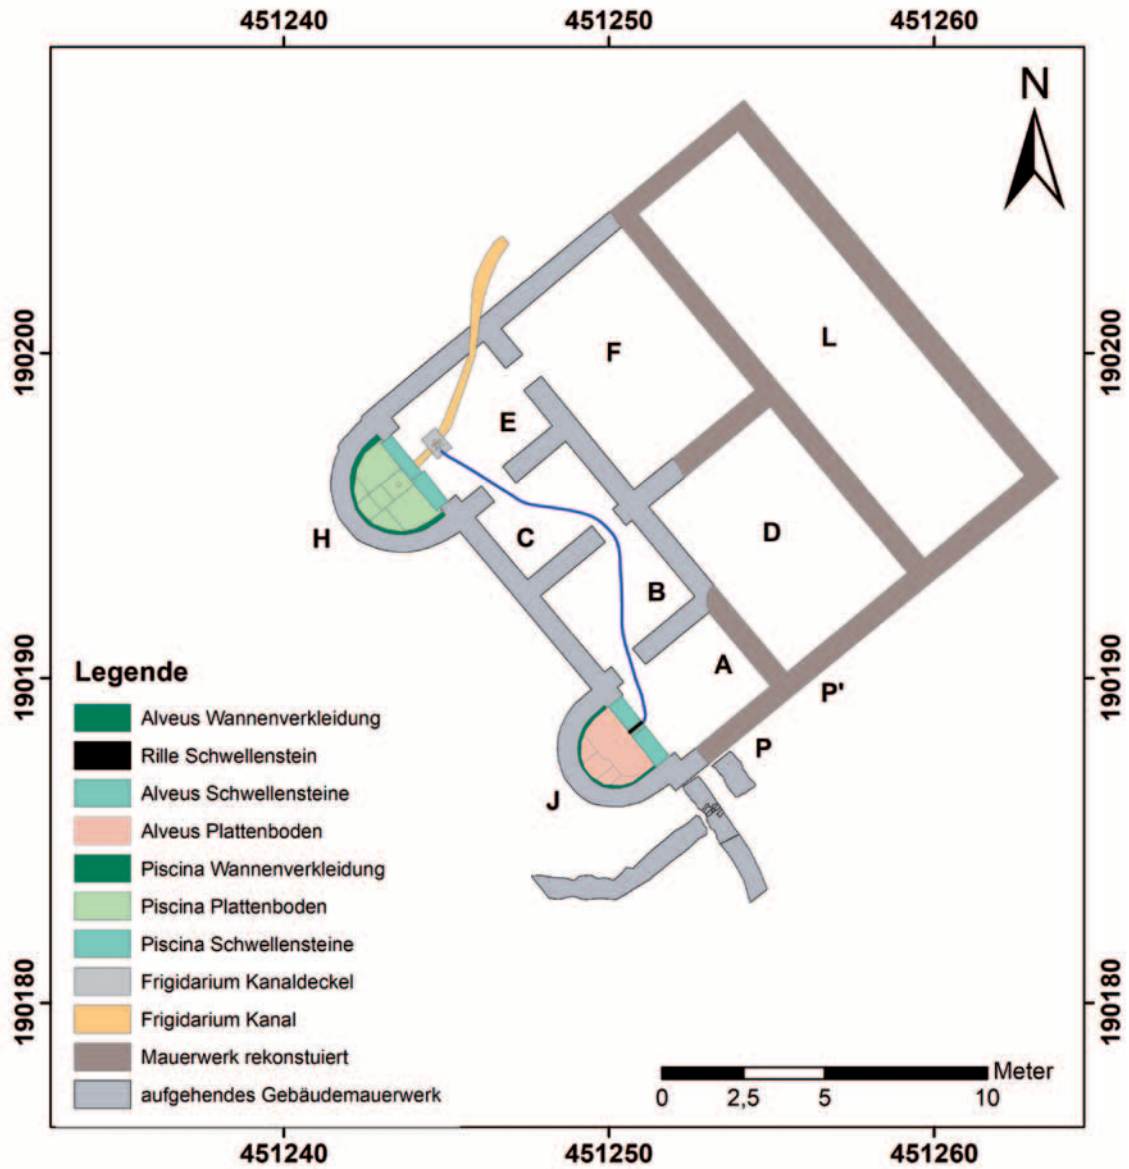 451240 451250 451260
N
190200 190200
L
F
E
D
H
C
B
A
190190 190190
P'
P
J
Legende
Alveus Wannenverkleidung
Rille Schwellenstein
Alveus Schwellensteine
Alveus Plattenboden
Piscina Wannenverkleidung
Piscina Plattenboden
Piscina Schwellensteine
Frigidarium Kanaldeckel
Frigidarium Kanal
Mauerwerk rekonstuiert
aufgehendes Gebäudemauerwerk
190180 190180
Meter
0 2,5 5 10
451240 451250 451260